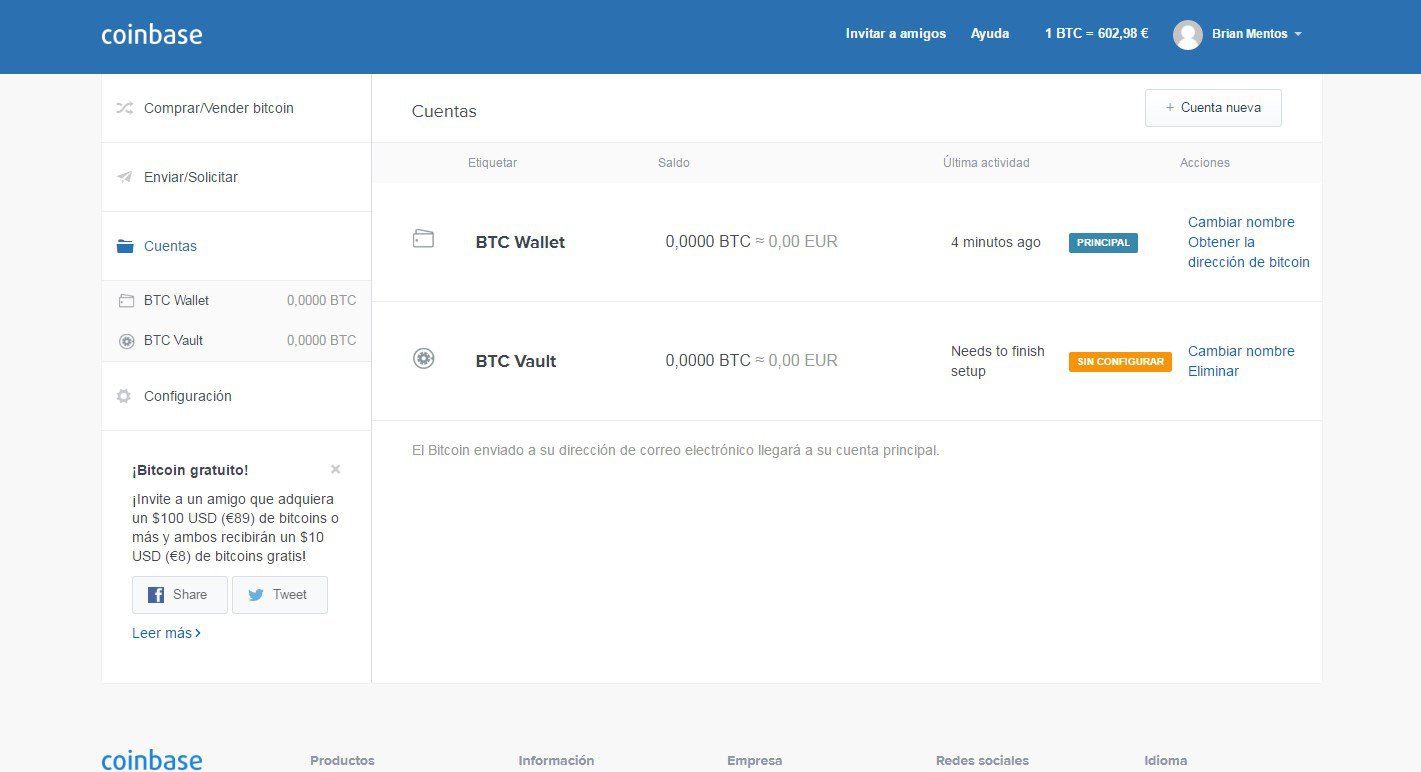 coinbase
Invitar a amigos
Ayuda
1 BTC = 602,98 €
Brian Mentos
Comprar/Vender bitcoin
Enviar/Solicitar
Cuentas
BTC Wallet 0,0000 BTC
BTC Vault 0,0000 BTC
Configuración
¡Bitcoin gratuito! ×
¡Invite a un amigo que adquiera
un $100 USD (€89) de bitcoins o
más y ambos recibirán un $10
USD (€8) de bitcoins gratis!
Share
Tweet
Leer más
Cuentas
+ Cuenta nueva
Etiquetar Saldo Última actividad Acciones
BTC Wallet
0,0000 BTC ≈ 0,00 EUR
4 minutos ago
PRINCIPAL
Cambiar nombre
Obtener la
dirección de bitcoin
BTC Vault
0,0000 BTC ≈ 0,00 EUR
Needs to finish
setup
SIN CONFIGURAR
Cambiar nombre
Eliminar
El Bitcoin enviado a su dirección de correo electrónico llegará a su cuenta principal.
coinbase
Productos
Información
Empresa
Redes sociales
Idioma